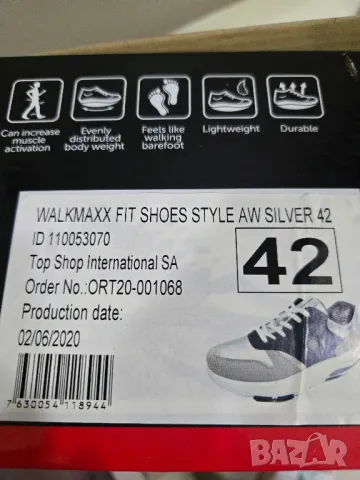 Can increase
muscle
activation
Evenly
distributed
body weight
Feels like
walking
barefoot
Lightweight
Durable
WALKMAXX FIT SHOES STYLE AW SILVER 42
ID 110053070
Top Shop International SA
Order No.:ORT20-001068
Production date:
02/06/2020
42
7 630054 118944
bazar.bg